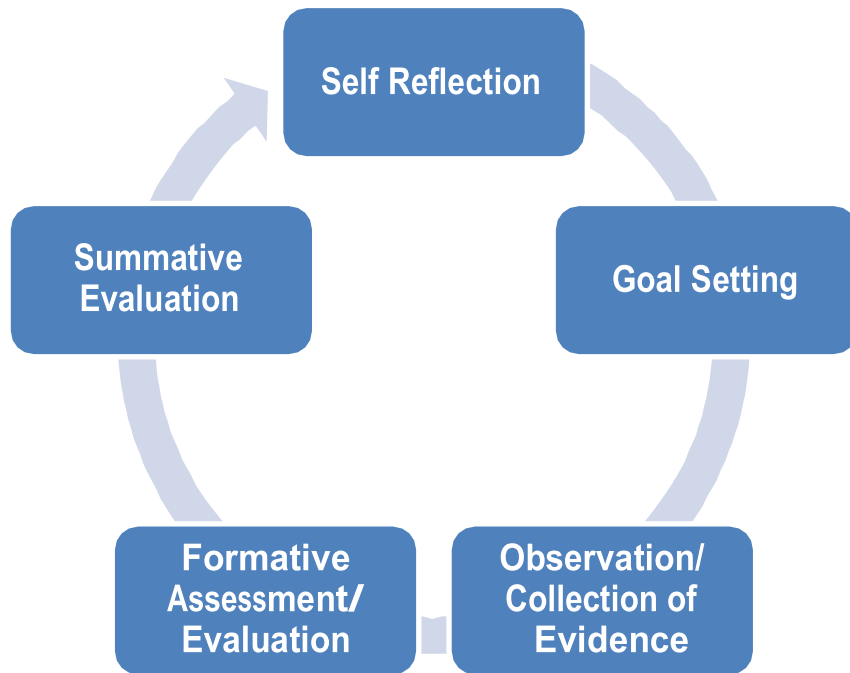 Self Reflection
Goal Setting
Observation/
Collection of
Evidence
Formative
Assessment/
Evaluation
Summative
Evaluation